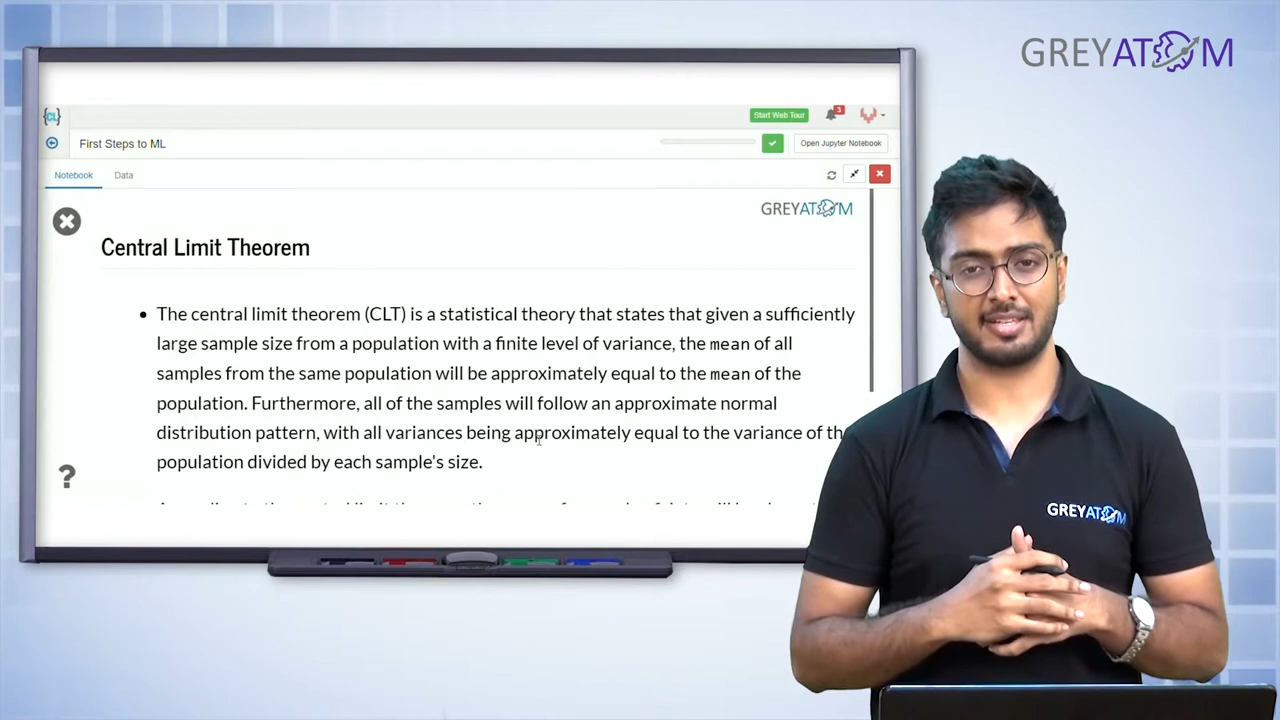 GREYATOM
{CL}
Start Web Tour
3
First Steps to ML
Open Jupyter Notebook
Notebook
Data
GREYATOM
Central Limit Theorem
• The central limit theorem (CLT) is a statistical theory that states that given a sufficiently
large sample size from a population with a finite level of variance, the mean of all
samples from the same population will be approximately equal to the mean of the
population. Furthermore, all of the samples will follow an approximate normal
distribution pattern, with all variances being approximately equal to the variance of the
population divided by each sample's size.
?
GREYATOM